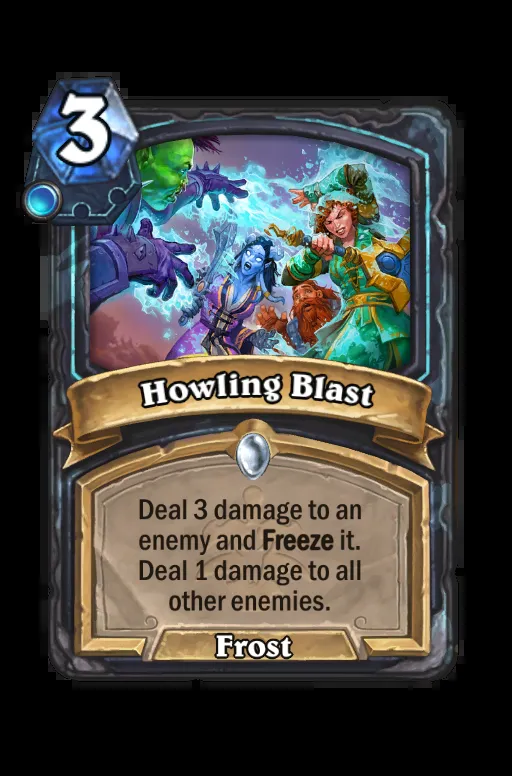 3
Howling Blast
Deal 3 damage to an
enemy and Freeze it.
Deal 1 damage to all
other enemies.
Frost